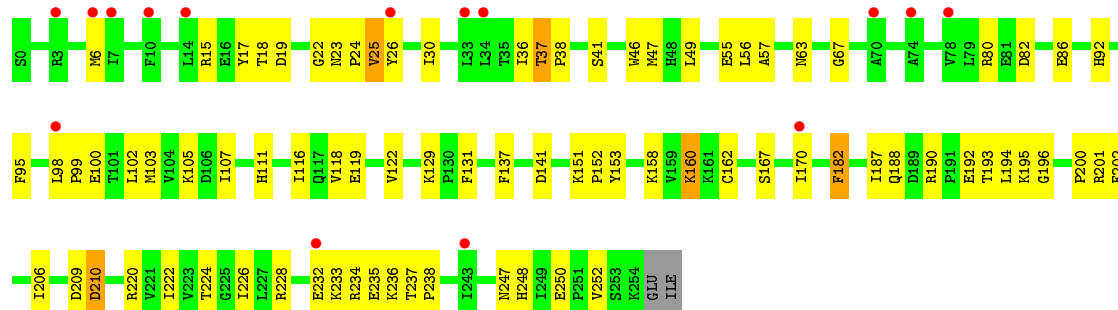 S0 R3 M6 I7 F10 L14 R15 E16 Y17 T18 D19 G22 N23 P24 V25 Y26 I30 L33 L34 T35 I36 T37 P38 S41 W46 M47 H48 L49 E55 L56 A57 N63 G67 A70 A74 V78 L79 R80 E81 D82 E86 H92
F95 L98 P99 E100 T101 L102 M103 V104 K105 D106 I107 H111 I116 Q117 V118 E119 V122 K129 P130 F131 F137 D141 K151 P152 Y153 K158 V159 K160 K161 C162 S167 I170 F182 I187 Q188 D189 R190 P191 E192 T193 L194 K195 G196 P200 R201
I206 D209 D210 R220 V221 I222 V223 T224 G225 I226 L227 R228 E232 K233 R234 E235 K236 T237 P238 I243 N247 H248 I249 E250 P251 V252 S253 K254 GLU ILE